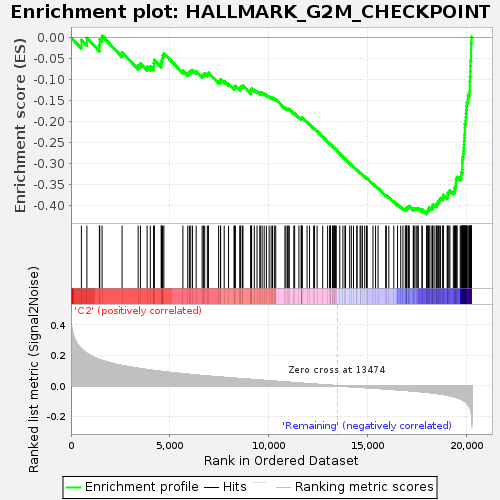 Enrichment plot: HALLMARK_G2M_CHECKPOINT
Enrichment score (ES)
0.00
-0.05
-0.10
-0.15
-0.20
-0.25
-0.30
-0.35
-0.40
'C2' (positively correlated)
Ranked list metric (Signal2Noise)
0.4
0.2
0.0
-0.2
Zero cross at 13474
'Remaining' (negatively correlated)
0
5,000
10,000
15,000
20,000
Rank in Ordered Dataset
Enrichment profile
Hits
Ranking metric scores